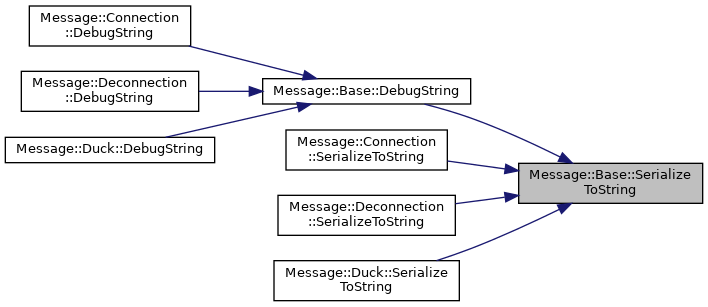 Message::Connection
::DebugString
Message::Deconnection
::DebugString
Message::Base::DebugString
Message::Duck::DebugString
Message::Connection
::SerializeToString
Message::Base::Serialize
ToString
Message::Deconnection
::SerializeToString
Message::Duck::Serialize
ToString